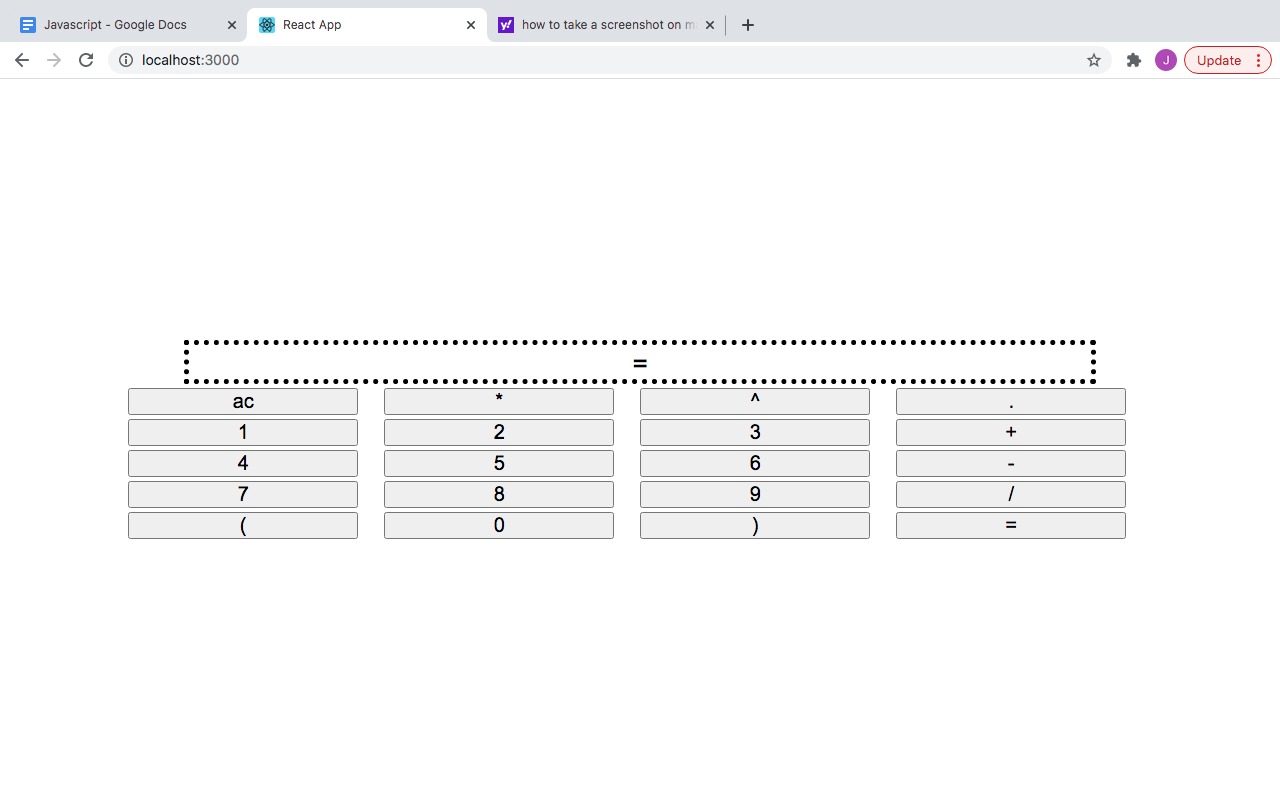 Javascript - Google Docs
React App
y!
how to take a screenshot on m
localhost:3000
J
Update
=
ac * ^ .
1 2 3 +
4 5 6 -
7 8 9 /
( 0 ) =